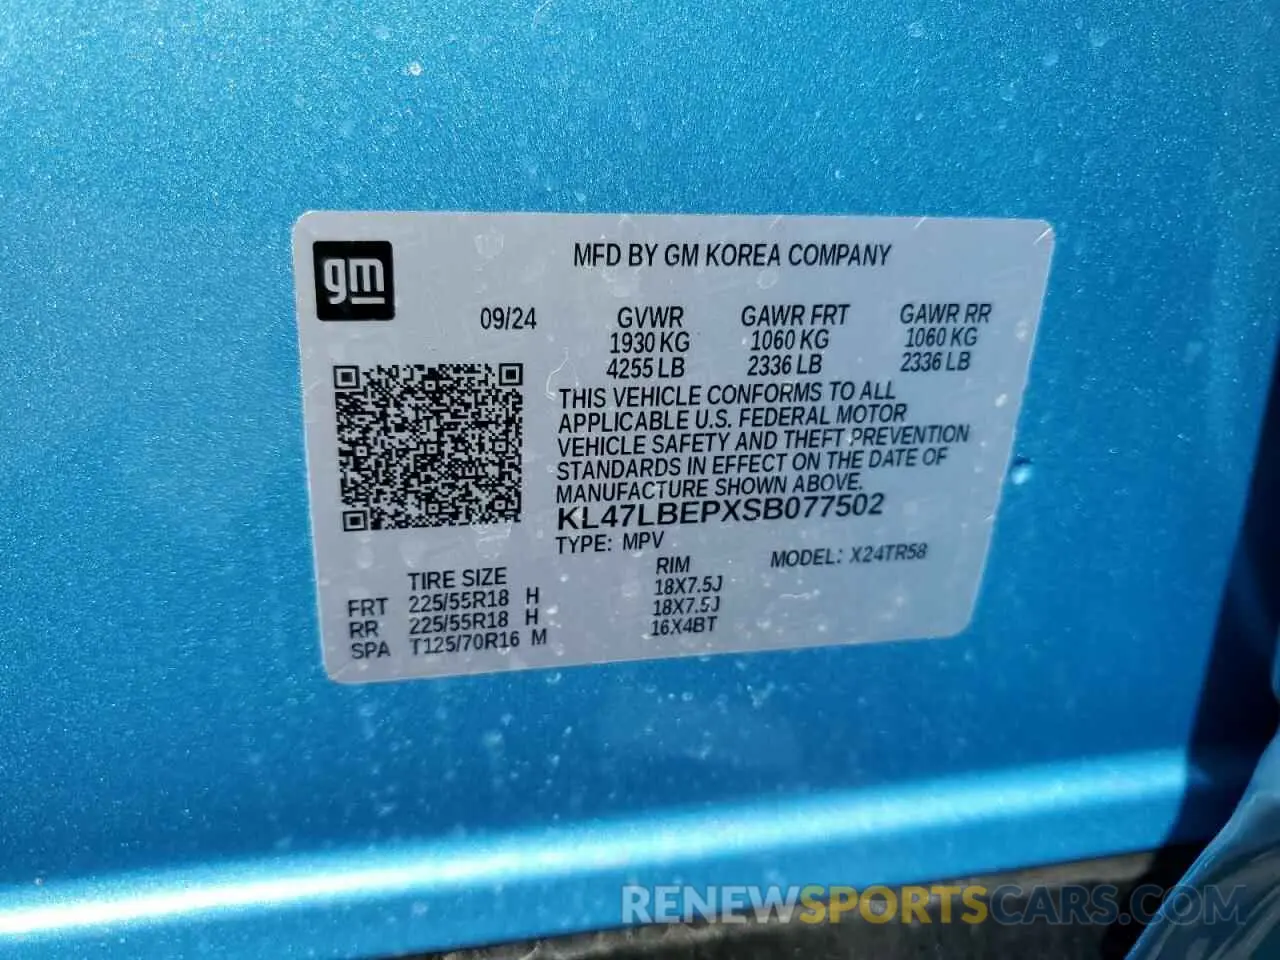 gm
MFD BY GM KOREA COMPANY
09/24 GVWR GAWR FRT GAWR RR
1930 KG 1060 KG 1060 KG
4255 LB 2336 LB 2336 LB
THIS VEHICLE CONFORMS TO ALL
APPLICABLE U.S. FEDERAL MOTOR
VEHICLE SAFETY AND THEFT PREVENTION
STANDARDS IN EFFECT ON THE DATE OF
MANUFACTURE SHOWN ABOVE.
KL47LBEPXSB077502
TYPE: MPV MODEL: X24TR58
TIRE SIZE RIM
FRT 225/55R18 H 18X7.5J
RR 225/55R18 H 18X7.5J
SPA T125/70R16 M 16X4BT
RENEWSPORTSCARS.COM